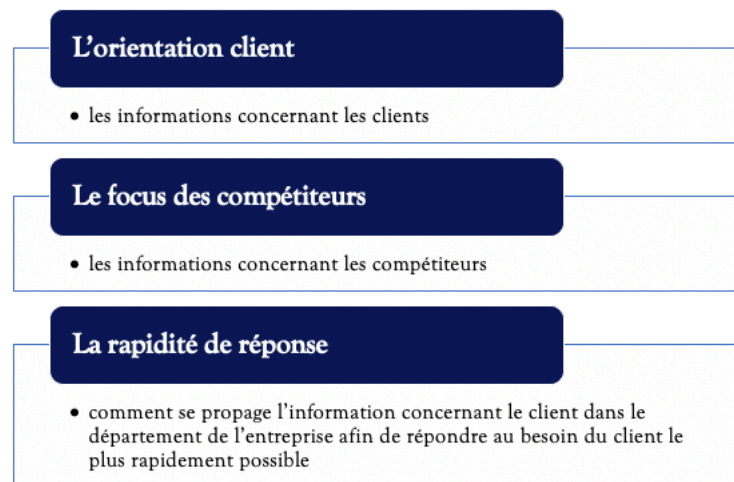 L'orientation client
• les informations concernant les clients
Le focus des compétiteurs
• les informations concernant les compétiteurs
La rapidité de réponse
• comment se propage l'information concernant le client dans le
département de l'entreprise afin de répondre au besoin du client le
plus rapidement possible